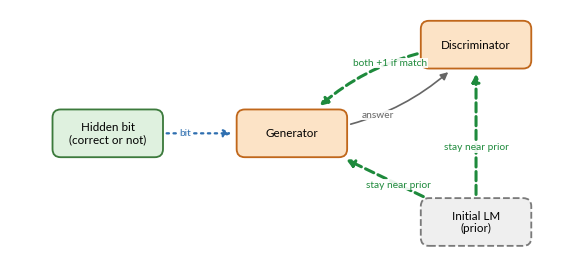 Discriminator
both +1 if match
Hidden bit
(correct or not)
bit
Generator
answer
stay near prior
stay near prior
Initial LM
(prior)